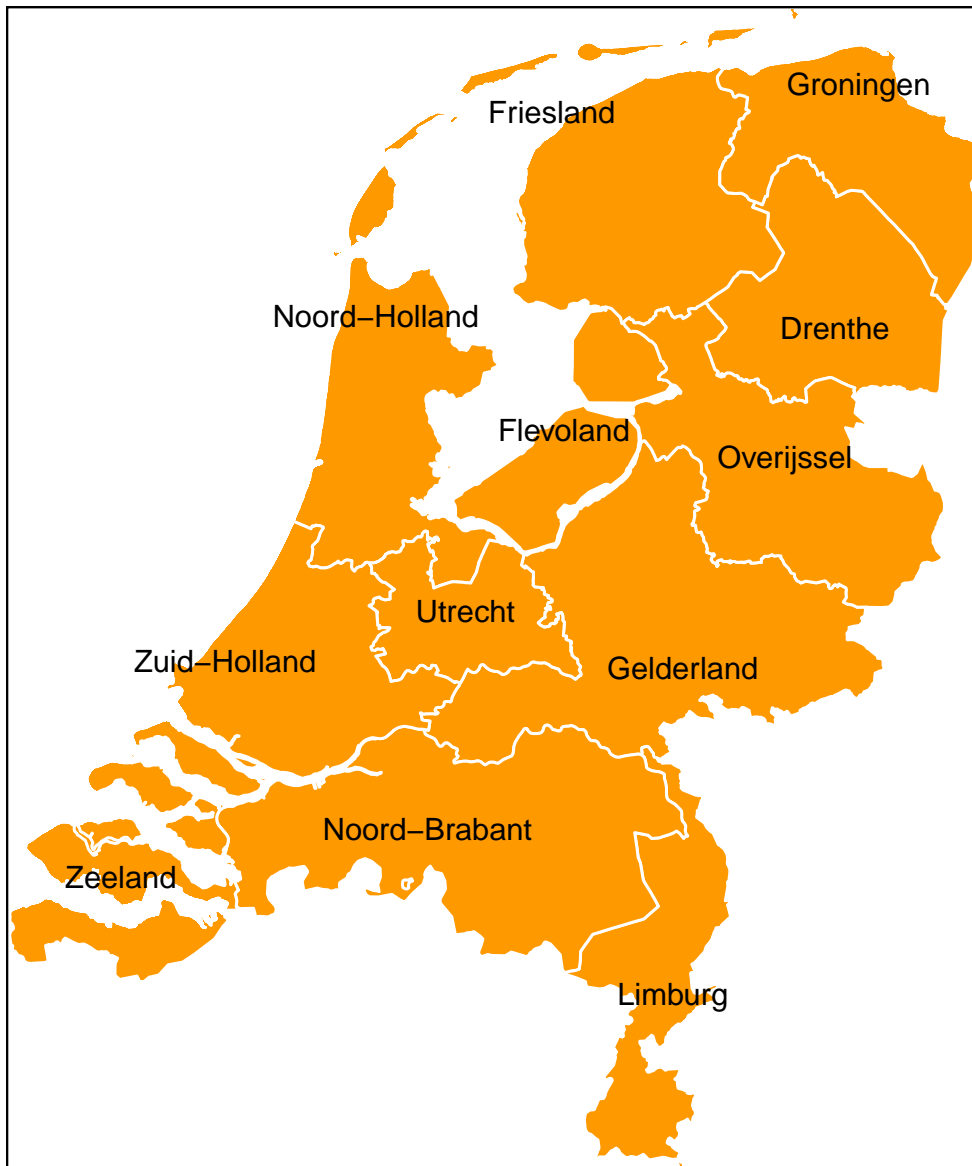 Groningen
Friesland
Noord−Holland
Drenthe
Flevoland
Overijssel
Utrecht
Zuid−Holland
Gelderland
Noord−Brabant
Zeeland
Limburg